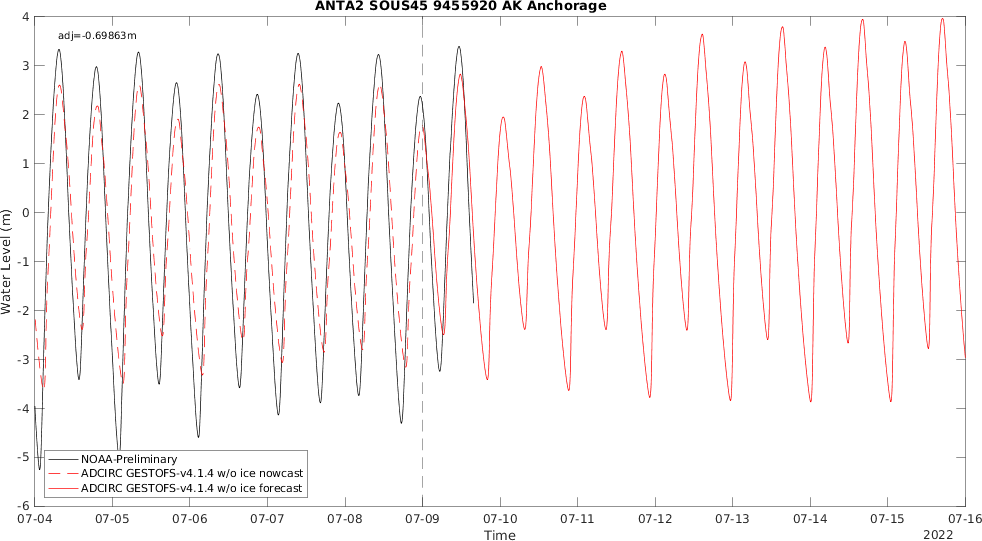 ANTA2 SOUS45 9455920 AK Anchorage
adj=-0.69863m
Water Level (m)
4
3
2
1
0
-1
-2
-3
-4
-5
-6
NOAA-Preliminary
ADCIRC GESTOFS-v4.1.4 w/o ice nowcast
ADCIRC GESTOFS-v4.1.4 w/o ice forecast
07-04 07-05 07-06 07-07 07-08 07-09 07-10 07-11 07-12 07-13 07-14 07-15 07-16
Time
2022